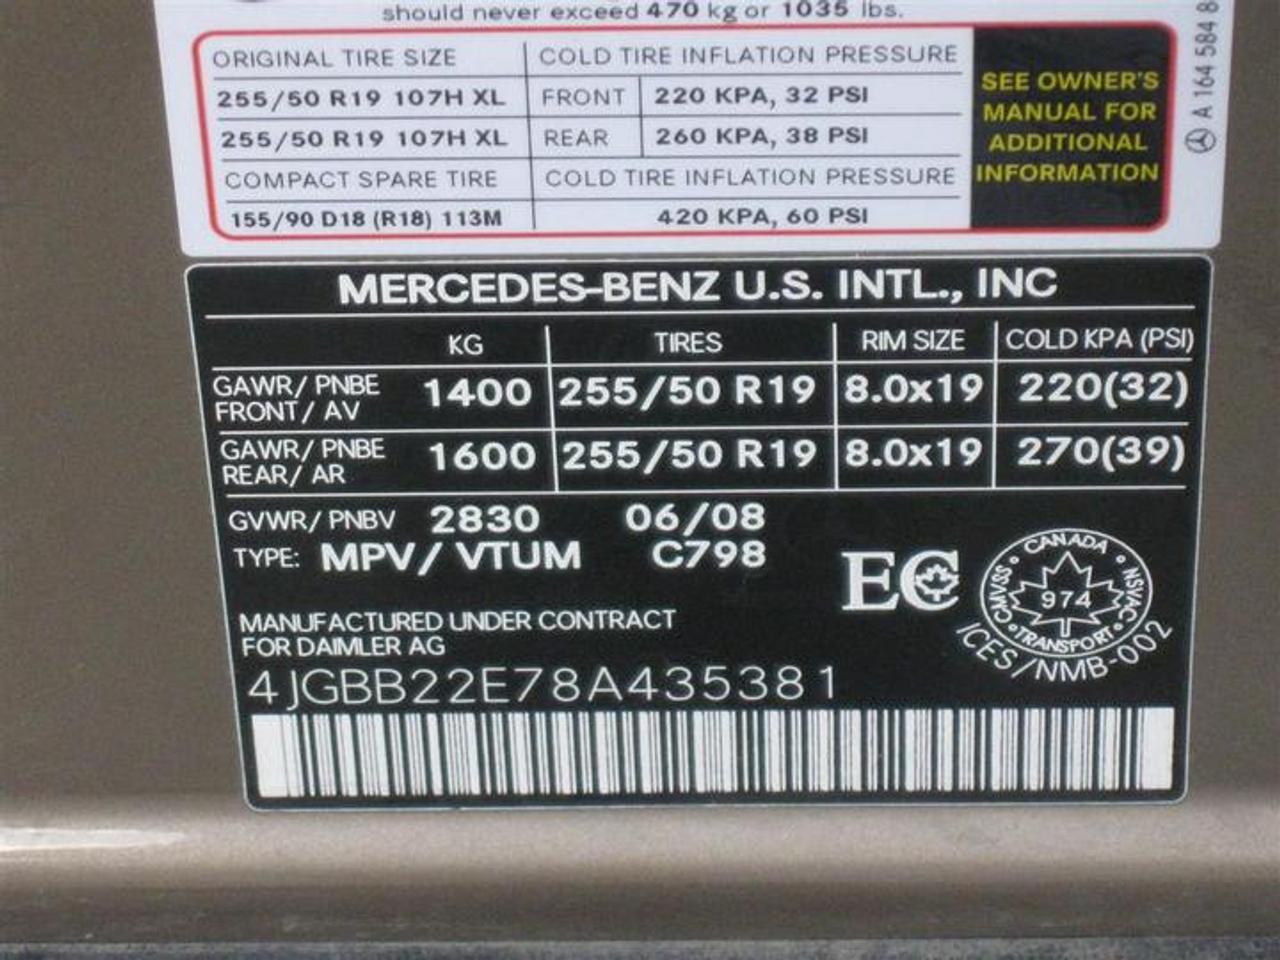 should never exceed 470 kg or 1035 lbs.
ORIGINAL TIRE SIZE COLD TIRE INFLATION PRESSURE
255/50 R19 107H XL FRONT 220 KPA, 32 PSI
255/50 R19 107H XL REAR 260 KPA, 38 PSI
COMPACT SPARE TIRE COLD TIRE INFLATION PRESSURE
155/90 D18 (R18) 113M 420 KPA, 60 PSI
SEE OWNER'S
MANUAL FOR
ADDITIONAL
INFORMATION
A 164 584 8
MERCEDES-BENZ U.S. INTL., INC
KG TIRES RIM SIZE COLD KPA (PSI)
GAWR/ PNBE
FRONT/ AV
1400 255/50 R19 8.0x19 220(32)
GAWR/ PNBE
REAR/ AR
1600 255/50 R19 8.0x19 270(39)
GVWR/ PNBV 2830 06/08
TYPE: MPV/ VTUM C798
EC
CANADA
CMVSS
974
NSVAC
TRANSPORT
ICES/NMB-002
MANUFACTURED UNDER CONTRACT
FOR DAIMLER AG
4JGBB22E78A435381